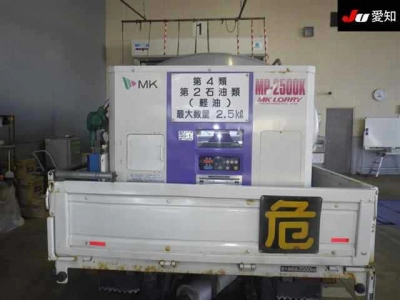 JU 愛知
MK
第4類
第2石油類
(軽油)
最大数量 2.5kℓ
MP-2500K
MK LORRY
危